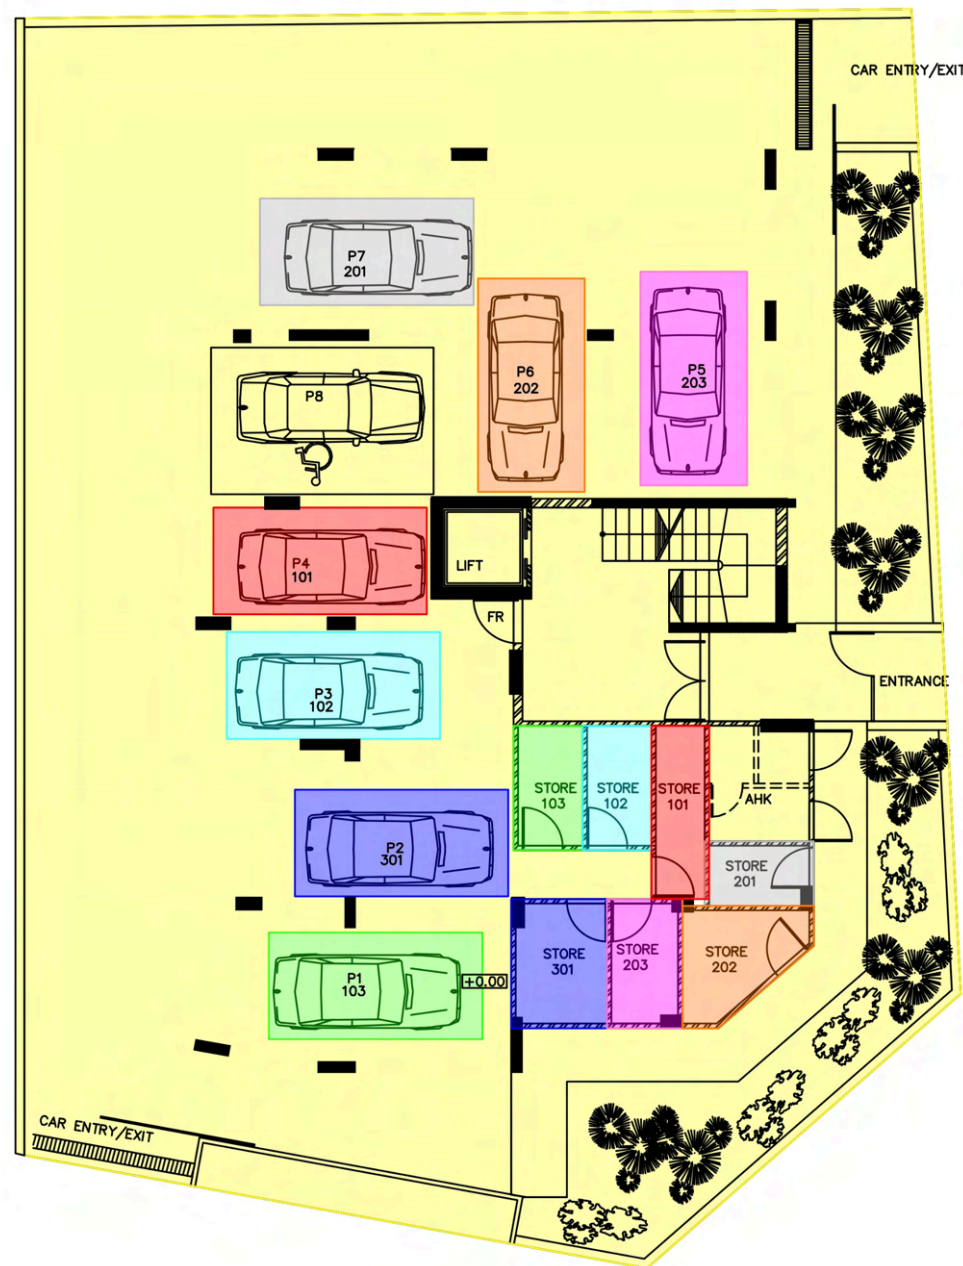 CAR ENTRY/EXIT
P7
201
P6
202
P5
203
P8
P4
101
LIFT
FR
P3
102
ENTRANCE
STORE
103
STORE
102
STORE
101
AHK
P2
301
STORE
201
STORE
301
STORE
203
STORE
202
P1
103
+0.00
CAR ENTRY/EXIT